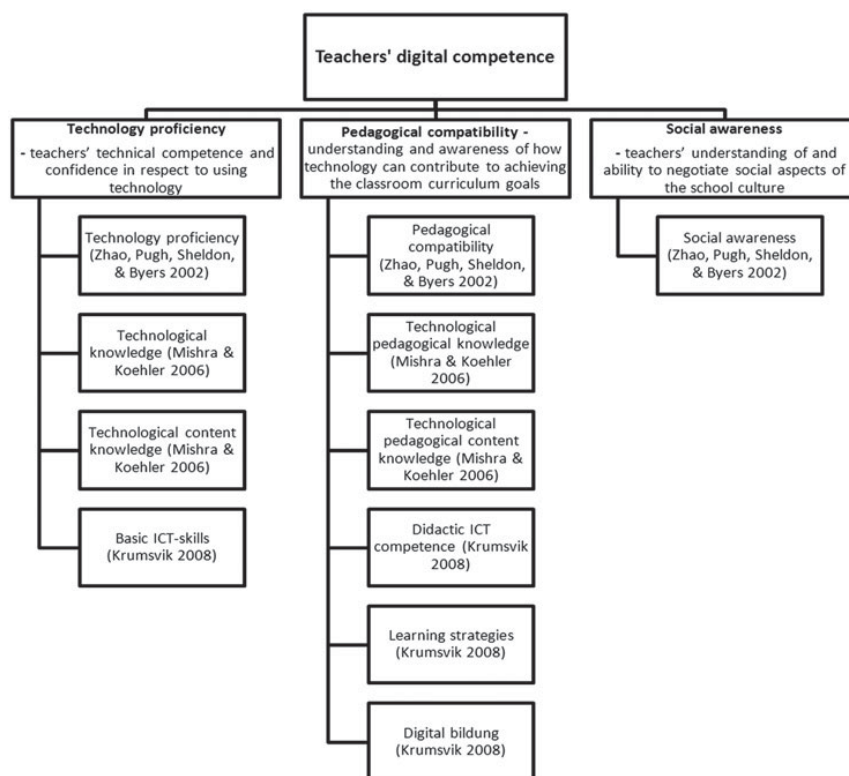 Teachers' digital competence
Technology proficiency
- teachers' technical competence and
confidence in respect to using
technology
Technology proficiency
(Zhao, Pugh, Sheldon,
& Byers 2002)
Technological
knowledge (Mishra &
Koehler 2006)
Technological content
knowledge (Mishra &
Koehler 2006)
Basic ICT-skills
(Krumsvik 2008)
Pedagogical compatibility -
understanding and awareness of how
technology can contribute to achieving
the classroom curriculum goals
Pedagogical
compatibility
(Zhao, Pugh, Sheldon,
& Byers 2002)
Technological
pedagogical knowledge
(Mishra & Koehler
2006)
Technological
pedagogical content
knowledge (Mishra &
Koehler 2006)
Didactic ICT
competence (Krumsvik
2008)
Learning strategies
(Krumsvik 2008)
Digital bildung
(Krumsvik 2008)
Social awareness
- teachers' understanding of and
ability to negotiate social aspects of
the school culture
Social awareness
(Zhao, Pugh, Sheldon,
& Byers 2002)